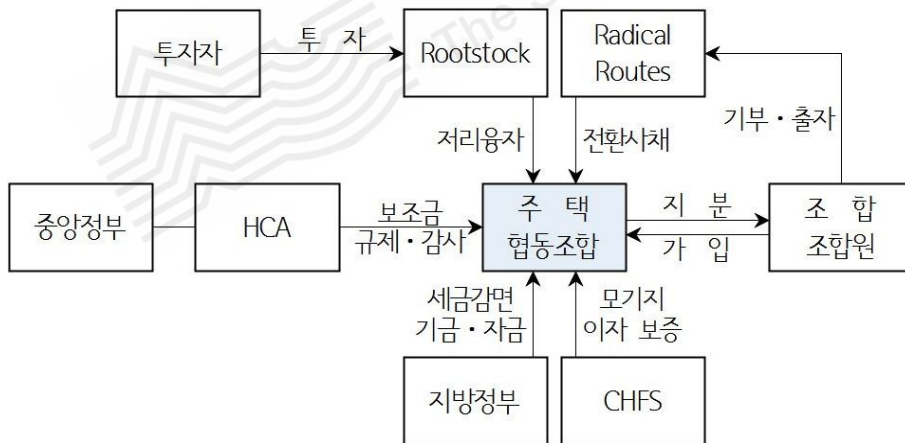 투자자
투 자
Rootstock
Radical
Routes
저리융자
전환사채
기부・출자
중앙정부
HCA
보조금
규제・감사
주 택
협동조합
지 분
가 입
조 합
조합원
세금감면
기금・자금
모기지
이자 보증
지방정부
CHFS
The S